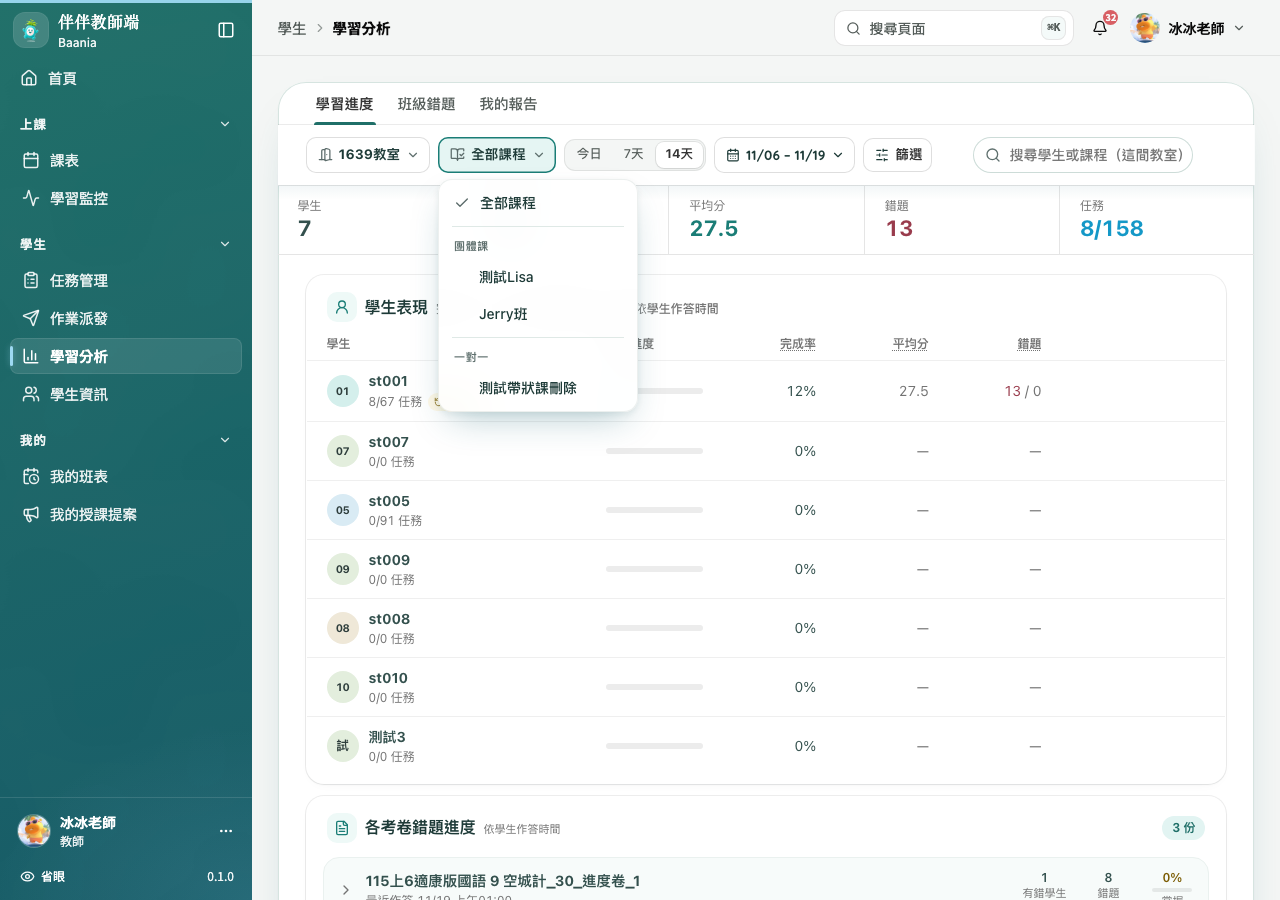 伴伴教師端
Baania
首頁
上課
課表
學習監控
學生
任務管理
作業派發
學習分析
學生資訊
我的
我的班表
我的授課提案
冰冰老師
教師
省眼
0.1.0
學生
學習分析
搜尋頁面
⌘K
32
冰冰老師
學習進度
班級錯題
我的報告
1639教室
全部課程
今日
7天
14天
11/06 – 11/19
篩選
搜尋學生或課程（這間教室）
全部課程
團體課
測試Lisa
Jerry班
一對一
測試帶狀課刪除
學生
7
平均分
27.5
錯題
13
任務
8/158
學生表現
依學生作答時間
學生
進度
完成率
平均分
錯題
01
st001
8/67 任務
12%
27.5
13 / 0
07
st007
0/0 任務
0%
—
—
05
st005
0/91 任務
0%
—
—
09
st009
0/0 任務
0%
—
—
08
st008
0/0 任務
0%
—
—
10
st010
0/0 任務
0%
—
—
試
測試3
0/0 任務
0%
—
—
各考卷錯題進度
依學生作答時間
3 份
115上6適康版國語 9 空城計_30_進度卷_1
最近作答 11/19 上午01:00
1
有錯學生
8
錯題
0%